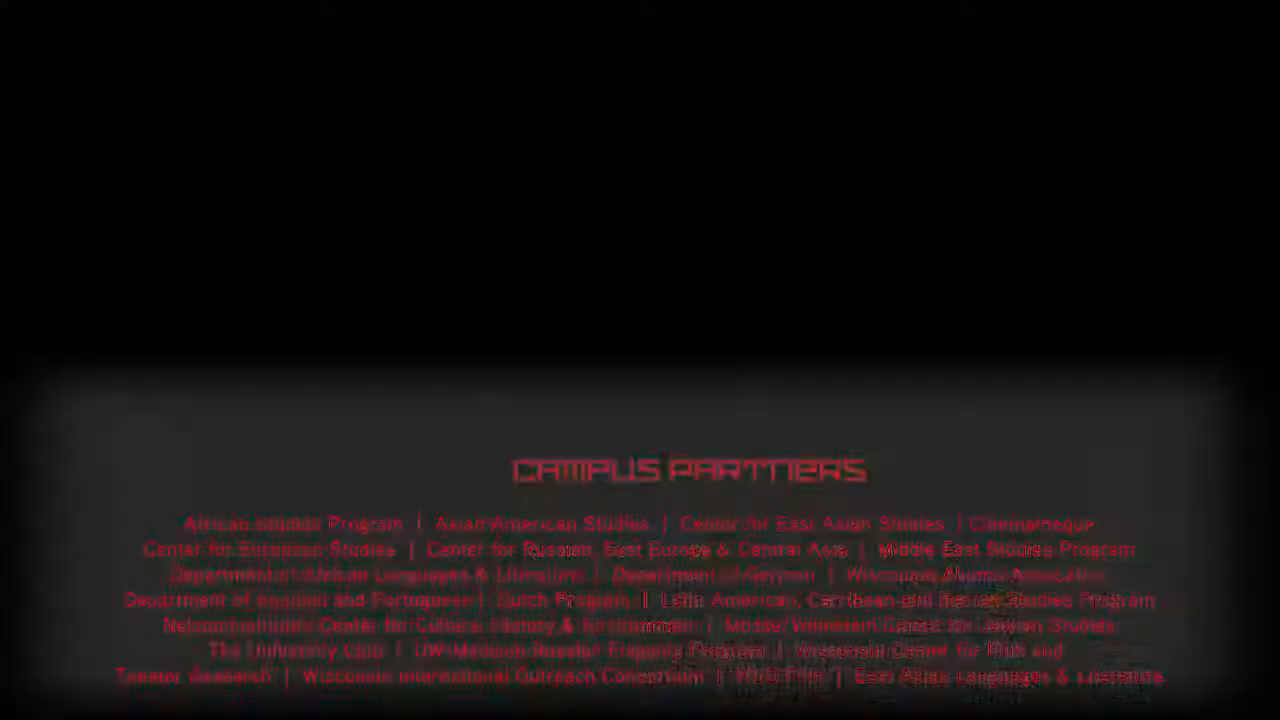 CAMPUS PARTNERS
African Studies Program | Asian American Studies | Center for East Asian Studies | Cinematheque
Center for European Studies | Center for Russian, East Europe & Central Asia | Middle East Studies Program
Department of African Languages & Literature | Department of German | Wisconsin Alumni Association
Department of Spanish and Portuguese | Dutch Program | Latin American, Carribean and Iberian Studies Program
Center for Culture, History & Environment | Mosse/Weinstein Center for Jewish Studies
The University | UW-Madison Russian Flagship Program | Wisconsin Center for Film and
Theater Research | Wisconsin International Outreach Consortium | WUD Film | East Asian Languages & Literature